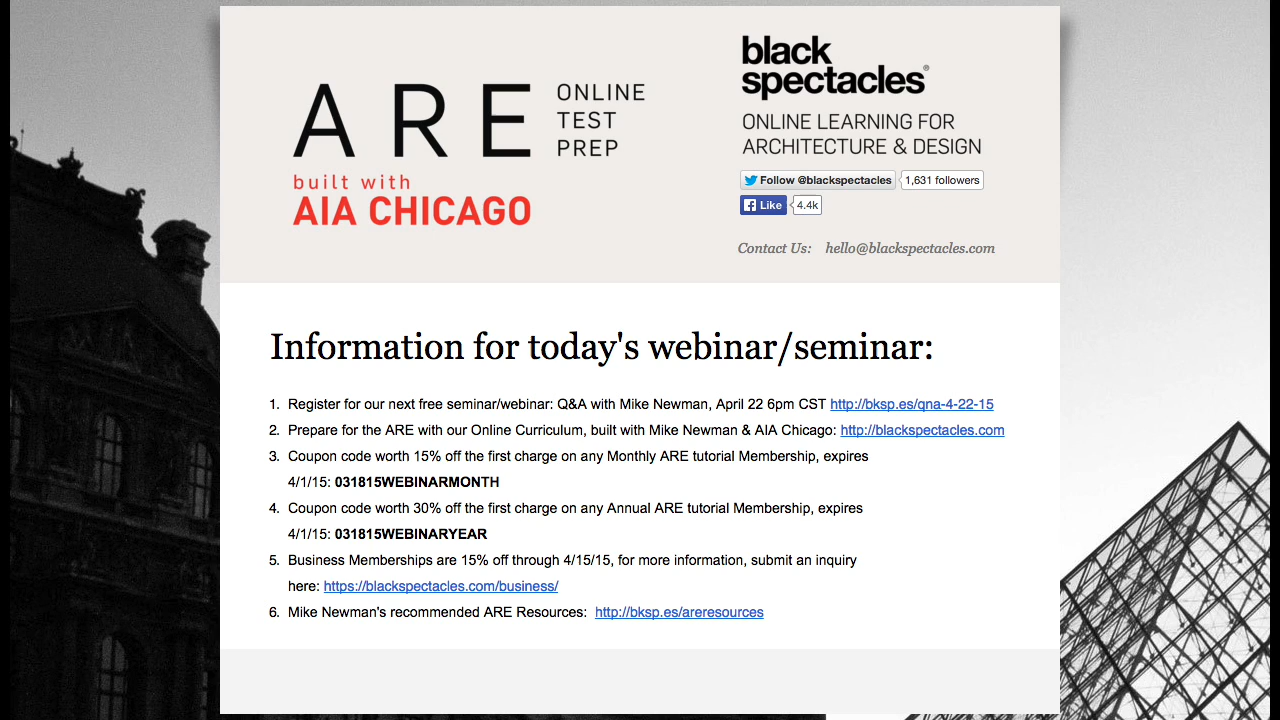 black
spectacles®
A R E ONLINE
TEST
PREP
ONLINE LEARNING FOR
ARCHITECTURE & DESIGN
built with
AIA CHICAGO
Follow @blackspectacles 1,631 followers
Like 4.4k
Contact Us: hello@blackspectacles.com
Information for today's webinar/seminar:
1. Register for our next free seminar/webinar: Q&A with Mike Newman, April 22 6pm CST http://bksp.es/qna-4-22-15
2. Prepare for the ARE with our Online Curriculum, built with Mike Newman & AIA Chicago: http://blackspectacles.com
3. Coupon code worth 15% off the first charge on any Monthly ARE tutorial Membership, expires
4/1/15: 031815WEBINARMONTH
4. Coupon code worth 30% off the first charge on any Annual ARE tutorial Membership, expires
4/1/15: 031815WEBINARYEAR
5. Business Memberships are 15% off through 4/15/15, for more information, submit an inquiry
here: https://blackspectacles.com/business/
6. Mike Newman's recommended ARE Resources: http://bksp.es/areresources